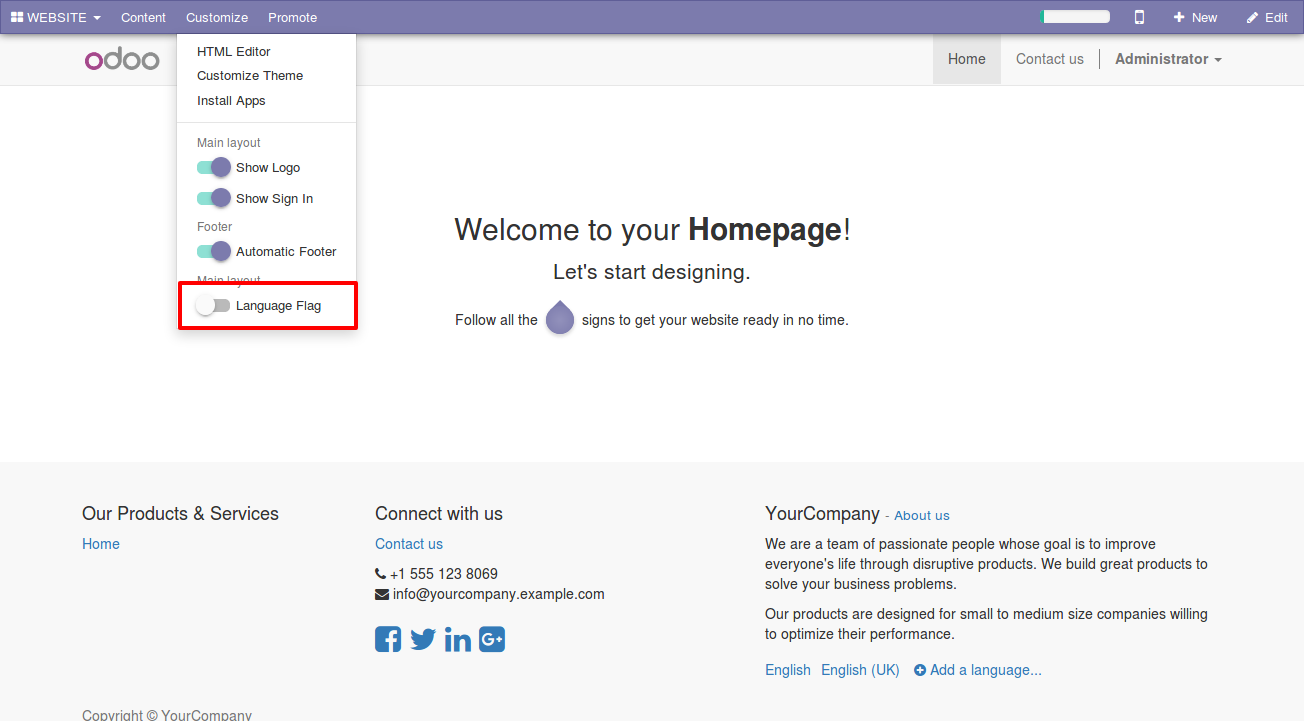 WEBSITE Content Customize Promote New Edit
odoo Home Contact us Administrator
HTML Editor
Customize Theme
Install Apps
Main layout
Show Logo
Show Sign In
Footer
Automatic Footer
Main layout
Language Flag
Welcome to your Homepage!
Let's start designing.
Follow all the signs to get your website ready in no time.
Our Products & Services
Home
Connect with us
Contact us
+1 555 123 8069
info@yourcompany.example.com
YourCompany - About us
We are a team of passionate people whose goal is to improve
everyone's life through disruptive products. We build great products to
solve your business problems.
Our products are designed for small to medium size companies willing
to optimize their performance.
English English (UK) Add a language...
Copyright © YourCompany